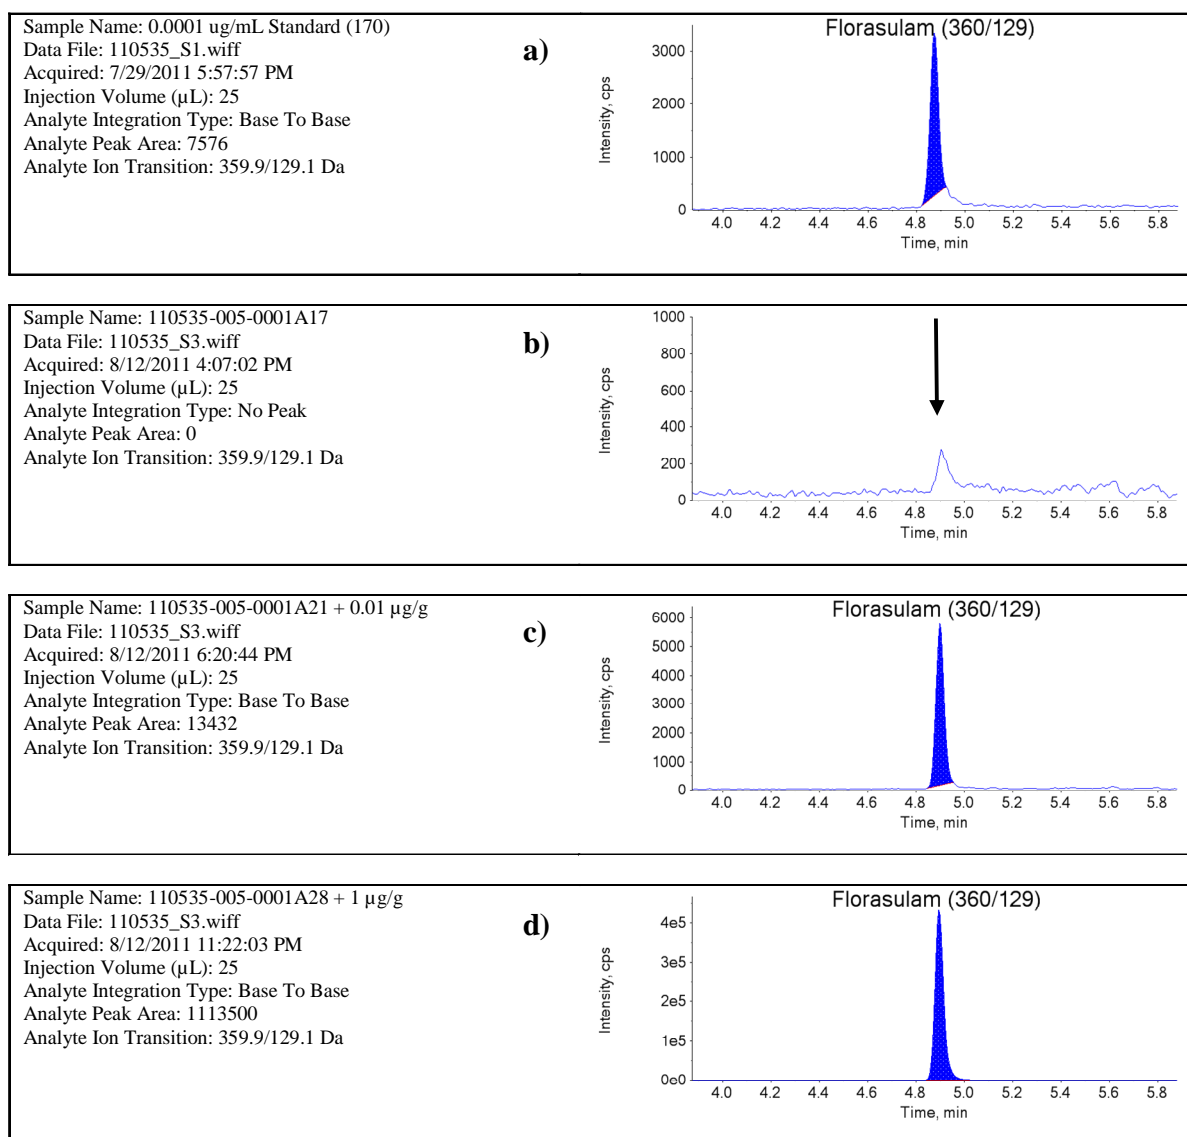 Sample Name: 0.0001 ug/mL Standard (170)
Data File: 110535_S1.wiff
Acquired: 7/29/2011 5:57:57 PM
Injection Volume (µL): 25
Analyte Integration Type: Base To Base
Analyte Peak Area: 7576
Analyte Ion Transition: 359.9/129.1 Da
a)
Florasulam (360/129)
Intensity, cps
3000
2000
1000
0
4.0 4.2 4.4 4.6 4.8 5.0 5.2 5.4 5.6 5.8
Time, min
Sample Name: 110535-005-0001A17
Data File: 110535_S3.wiff
Acquired: 8/12/2011 4:07:02 PM
Injection Volume (µL): 25
Analyte Integration Type: No Peak
Analyte Peak Area: 0
Analyte Ion Transition: 359.9/129.1 Da
b)
Intensity, cps
1000
800
600
400
200
0
4.0 4.2 4.4 4.6 4.8 5.0 5.2 5.4 5.6 5.8
Time, min
Sample Name: 110535-005-0001A21 + 0.01 µg/g
Data File: 110535_S3.wiff
Acquired: 8/12/2011 6:20:44 PM
Injection Volume (µL): 25
Analyte Integration Type: Base To Base
Analyte Peak Area: 13432
Analyte Ion Transition: 359.9/129.1 Da
c)
Florasulam (360/129)
Intensity, cps
6000
5000
4000
3000
2000
1000
0
4.0 4.2 4.4 4.6 4.8 5.0 5.2 5.4 5.6 5.8
Time, min
Sample Name: 110535-005-0001A28 + 1 µg/g
Data File: 110535_S3.wiff
Acquired: 8/12/2011 11:22:03 PM
Injection Volume (µL): 25
Analyte Integration Type: Base To Base
Analyte Peak Area: 1113500
Analyte Ion Transition: 359.9/129.1 Da
d)
Florasulam (360/129)
Intensity, cps
4e5
3e5
2e5
1e5
0e0
4.0 4.2 4.4 4.6 4.8 5.0 5.2 5.4 5.6 5.8
Time, min